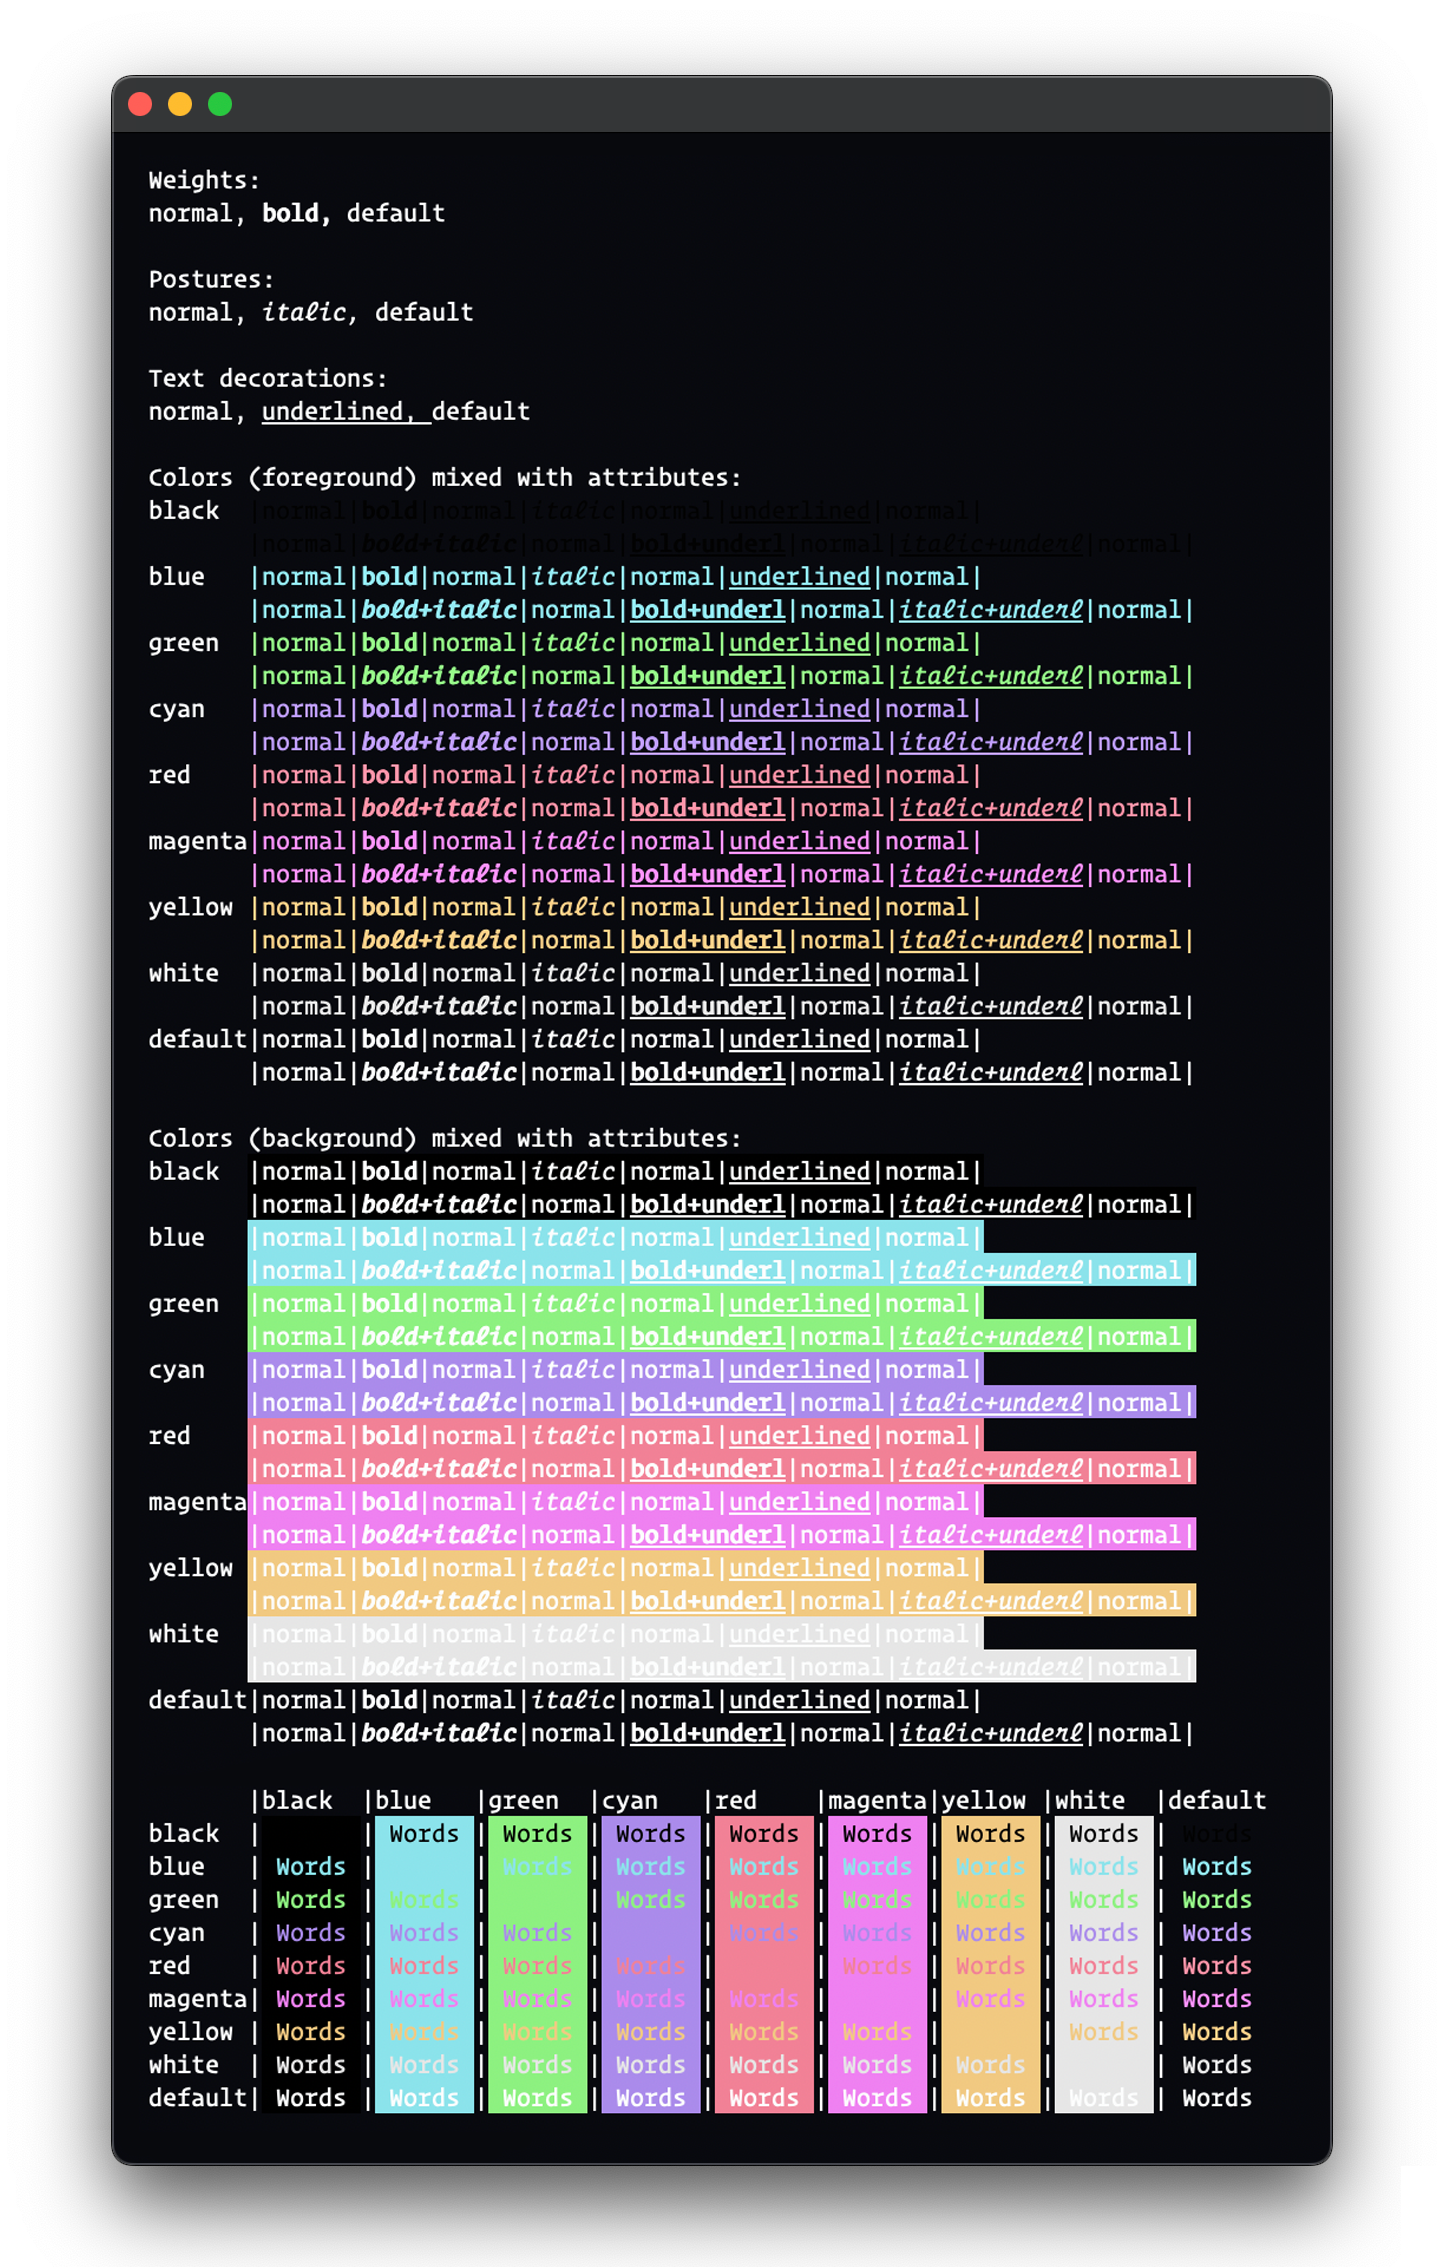 Weights:
normal, bold, default
Postures:
normal, italic, default
Text decorations:
normal, underlined, default
Colors (foreground) mixed with attributes:
black  |normal|bold|normal|italic|normal|underlined|normal|
       |normal|bold+italic|normal|bold+underl|normal|italic+underl|normal|
blue   |normal|bold|normal|italic|normal|underlined|normal|
       |normal|bold+italic|normal|bold+underl|normal|italic+underl|normal|
green  |normal|bold|normal|italic|normal|underlined|normal|
       |normal|bold+italic|normal|bold+underl|normal|italic+underl|normal|
cyan   |normal|bold|normal|italic|normal|underlined|normal|
       |normal|bold+italic|normal|bold+underl|normal|italic+underl|normal|
red    |normal|bold|normal|italic|normal|underlined|normal|
       |normal|bold+italic|normal|bold+underl|normal|italic+underl|normal|
magenta|normal|bold|normal|italic|normal|underlined|normal|
       |normal|bold+italic|normal|bold+underl|normal|italic+underl|normal|
yellow |normal|bold|normal|italic|normal|underlined|normal|
       |normal|bold+italic|normal|bold+underl|normal|italic+underl|normal|
white  |normal|bold|normal|italic|normal|underlined|normal|
       |normal|bold+italic|normal|bold+underl|normal|italic+underl|normal|
default|normal|bold|normal|italic|normal|underlined|normal|
       |normal|bold+italic|normal|bold+underl|normal|italic+underl|normal|
Colors (background) mixed with attributes:
black  |normal|bold|normal|italic|normal|underlined|normal|
       |normal|bold+italic|normal|bold+underl|normal|italic+underl|normal|
blue   |normal|bold|normal|italic|normal|underlined|normal|
       |normal|bold+italic|normal|bold+underl|normal|italic+underl|normal|
green  |normal|bold|normal|italic|normal|underlined|normal|
       |normal|bold+italic|normal|bold+underl|normal|italic+underl|normal|
cyan   |normal|bold|normal|italic|normal|underlined|normal|
       |normal|bold+italic|normal|bold+underl|normal|italic+underl|normal|
red    |normal|bold|normal|italic|normal|underlined|normal|
       |normal|bold+italic|normal|bold+underl|normal|italic+underl|normal|
magenta|normal|bold|normal|italic|normal|underlined|normal|
       |normal|bold+italic|normal|bold+underl|normal|italic+underl|normal|
yellow |normal|bold|normal|italic|normal|underlined|normal|
       |normal|bold+italic|normal|bold+underl|normal|italic+underl|normal|
white  |normal|bold|normal|italic|normal|underlined|normal|
       |normal|bold+italic|normal|bold+underl|normal|italic+underl|normal|
default|normal|bold|normal|italic|normal|underlined|normal|
       |normal|bold+italic|normal|bold+underl|normal|italic+underl|normal|
       |black  |blue   |green  |cyan   |red    |magenta|yellow |white  |default
black  |       | Words | Words | Words | Words | Words | Words | Words | Words
blue   | Words |       | Words | Words | Words | Words | Words | Words | Words
green  | Words | Words |       | Words | Words | Words | Words | Words | Words
cyan   | Words | Words | Words |       | Words | Words | Words | Words | Words
red    | Words | Words | Words | Words |       | Words | Words | Words | Words
magenta| Words | Words | Words | Words | Words |       | Words | Words | Words
yellow | Words | Words | Words | Words | Words | Words |       | Words | Words
white  | Words | Words | Words | Words | Words | Words | Words |       | Words
default| Words | Words | Words | Words | Words | Words | Words | Words | Words